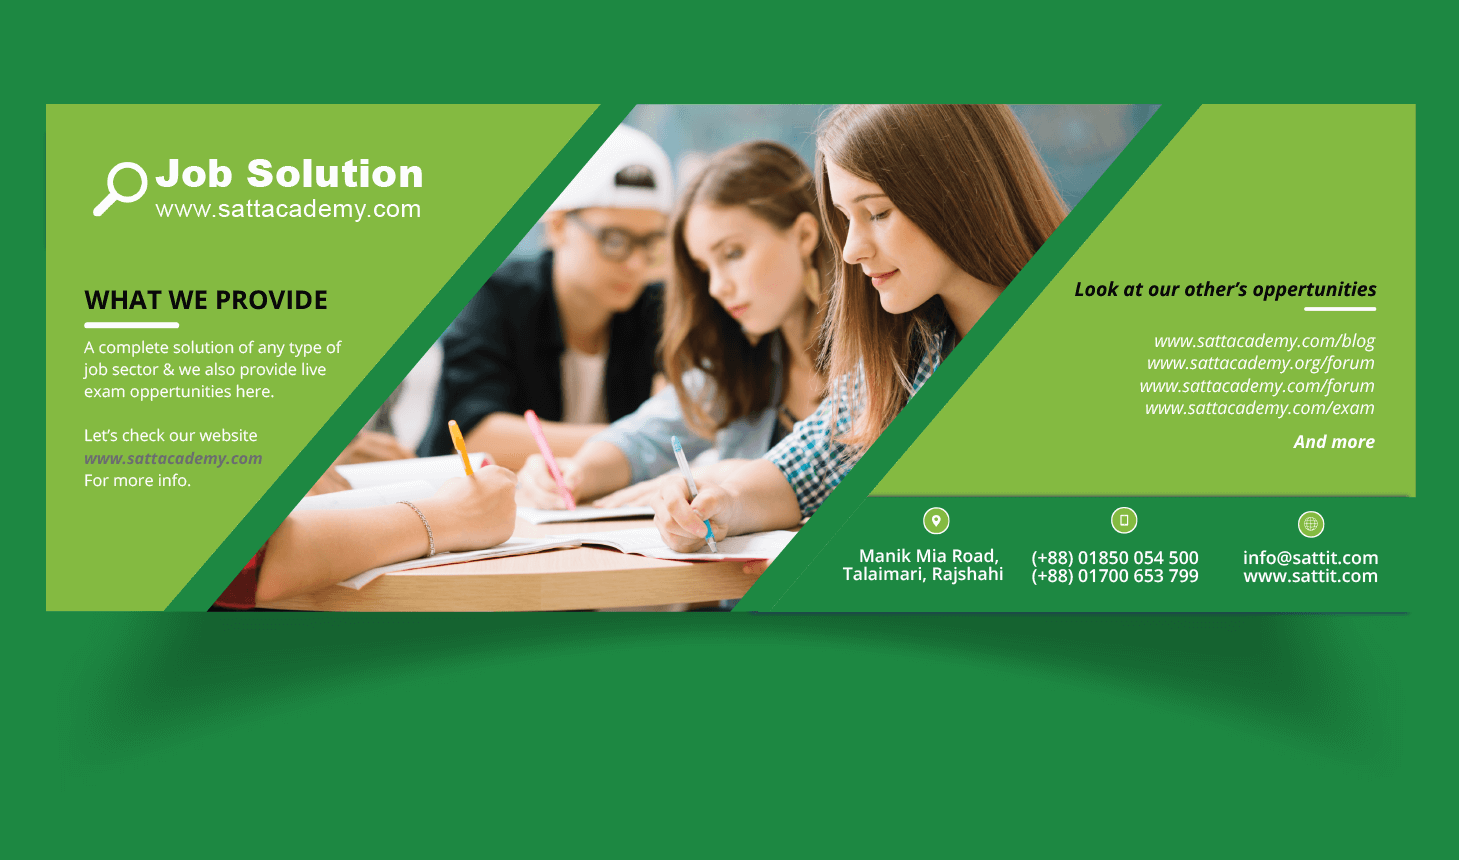 Job Solution
www.sattacademy.com
WHAT WE PROVIDE
A complete solution of any type of
job sector & we also provide live
exam oppertunities here.
Let’s check our website
www.sattacademy.com
For more info.
Look at our other’s oppertunities
www.sattacademy.com/blog
www.sattacademy.org/forum
www.sattacademy.com/forum
www.sattacademy.com/exam
And more
Manik Mia Road,
Talaimari, Rajshahi
(+88) 01850 054 500
(+88) 01700 653 799
info@sattit.com
www.sattit.com